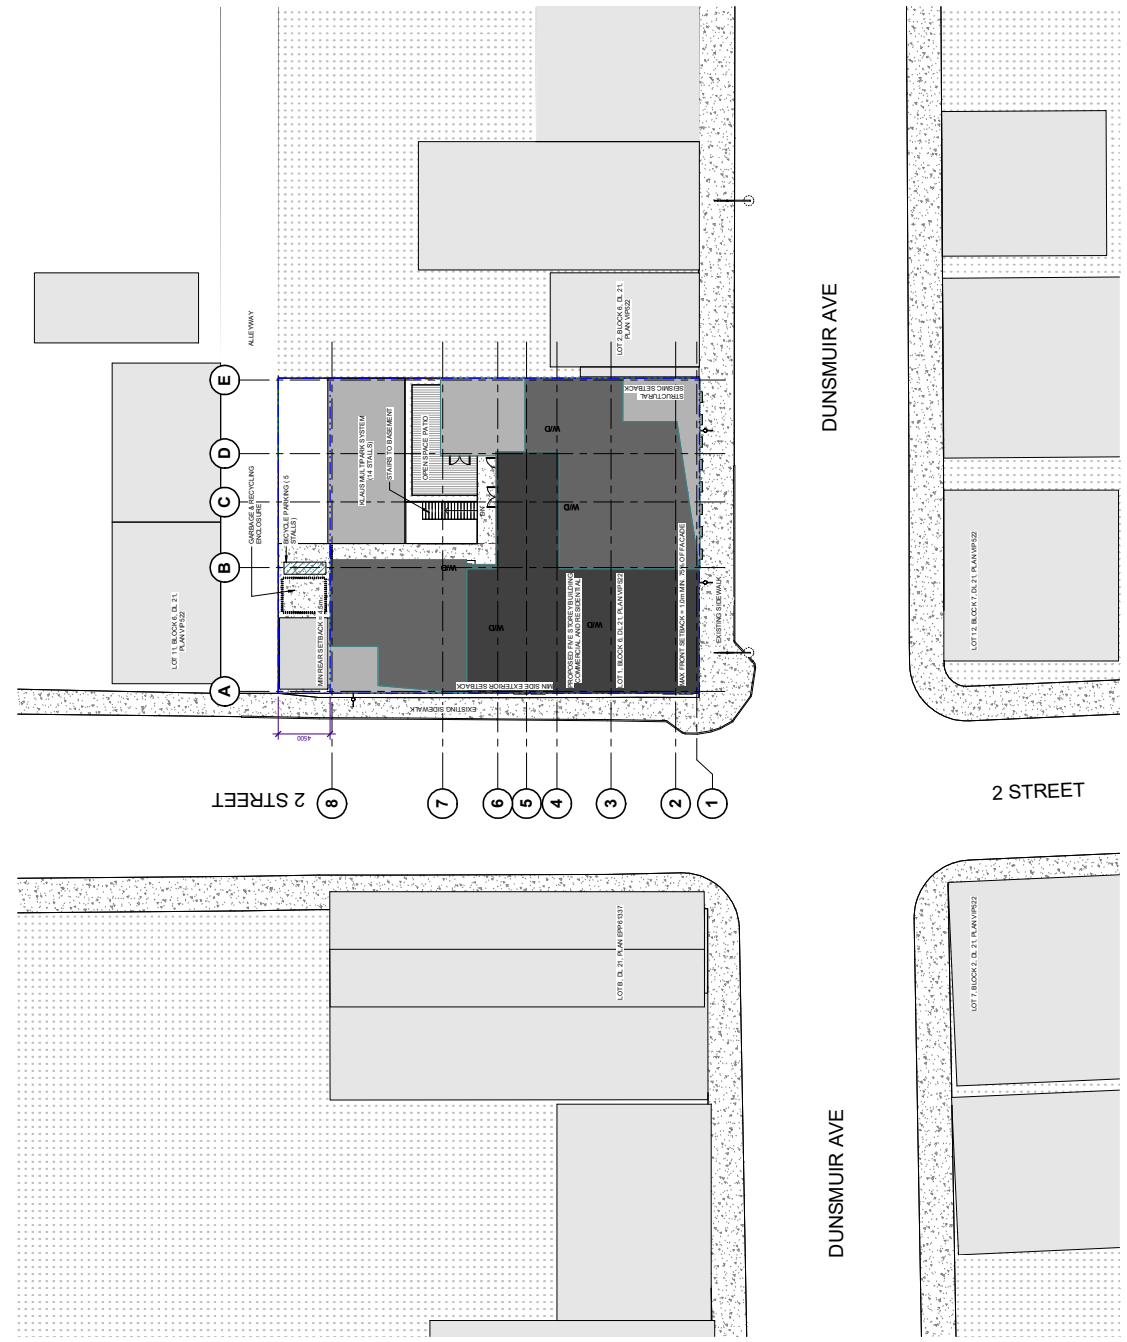 ALLEYWAY
E
D
C
B
A
GARBAGE & RECYCLING
ENCLOSURE
BICYCLE PARKING ( 5
STALLS)
KLAUS MULTIPARK SYSTEM
(14 STALLS)
STAIRS TO BASEMENT
OPEN SPACE PATIO
DN
STRUCTURAL
SEISMIC SETBACK
LOT 2, BLOCK 6, DL 21,
PLAN VIP522
LOT 11, BLOCK 6, DL 21,
PLAN VIP522
MIN REAR SETBACK = 4.5m
W/D
W/D
W/D
W/D
W/D
PROPOSED FIVE STOREY BUILDING
COMMERCIAL AND RESIDENTIAL
LOT 1, BLOCK 6, DL 21, PLAN VIP522
MAX FRONT SETBACK = 1.0m MIN. 75% OF FACADE
MIN SIDE EXTERIOR SETBACK
EXISTING SIDEWALK
EXISTING SIDEWALK
4500
2 STREET
8
7
6
5
4
3
2
1
DUNSMUIR AVE
LOT 12, BLOCK 7, DL 21, PLAN VIP522
2 STREET
LOT B, DL 21, PLAN EPP61337
LOT 7, BLOCK 2, DL 21, PLAN VIP522
DUNSMUIR AVE